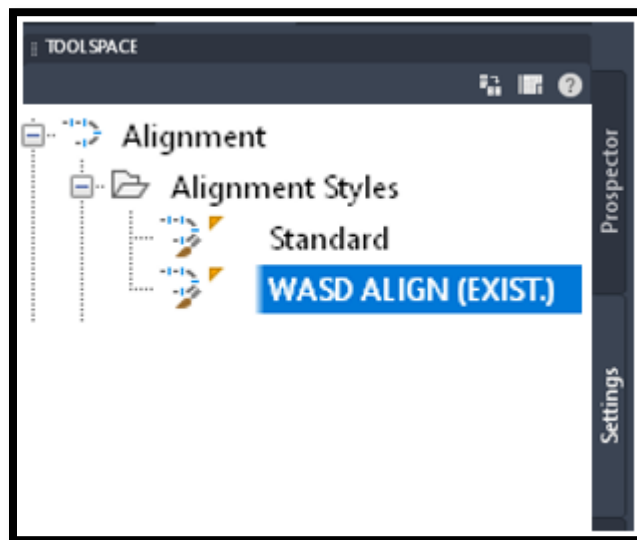 TOOLSPACE
Alignment
Alignment Styles
Standard
WASD ALIGN (EXIST.)
Prospector
Settings